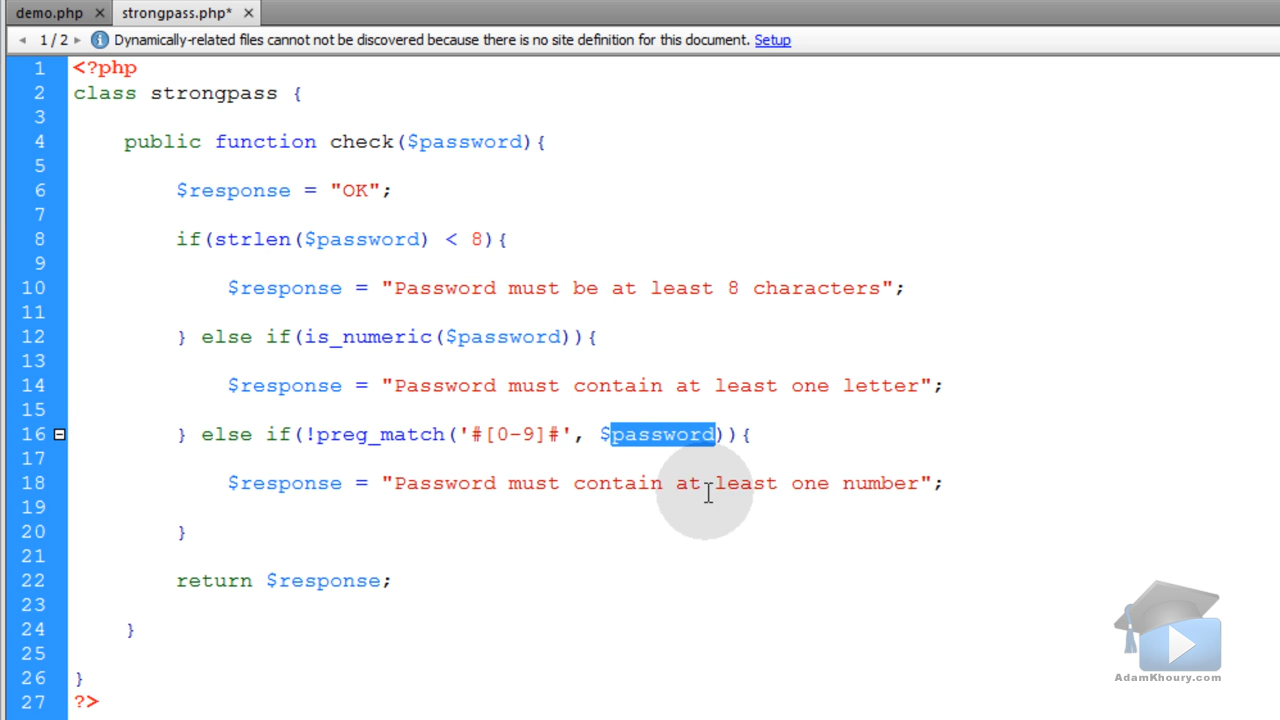 demo.php × strongpass.php* ×
1/2 Dynamically-related files cannot not be discovered because there is no site definition for this document. Setup
1 <?php
2 class strongpass {
3
4 public function check($password){
5
6 $response = "OK";
7
8 if(strlen($password) < 8){
9
10 $response = "Password must be at least 8 characters";
11
12 } else if(is_numeric($password)){
13
14 $response = "Password must contain at least one letter";
15
16 } else if(!preg_match('#[0-9]#', $password)){
17
18 $response = "Password must contain at least one number";
19
20 }
21
22 return $response;
23
24 }
25
26 }
27 ?>
AdamKhoury.com